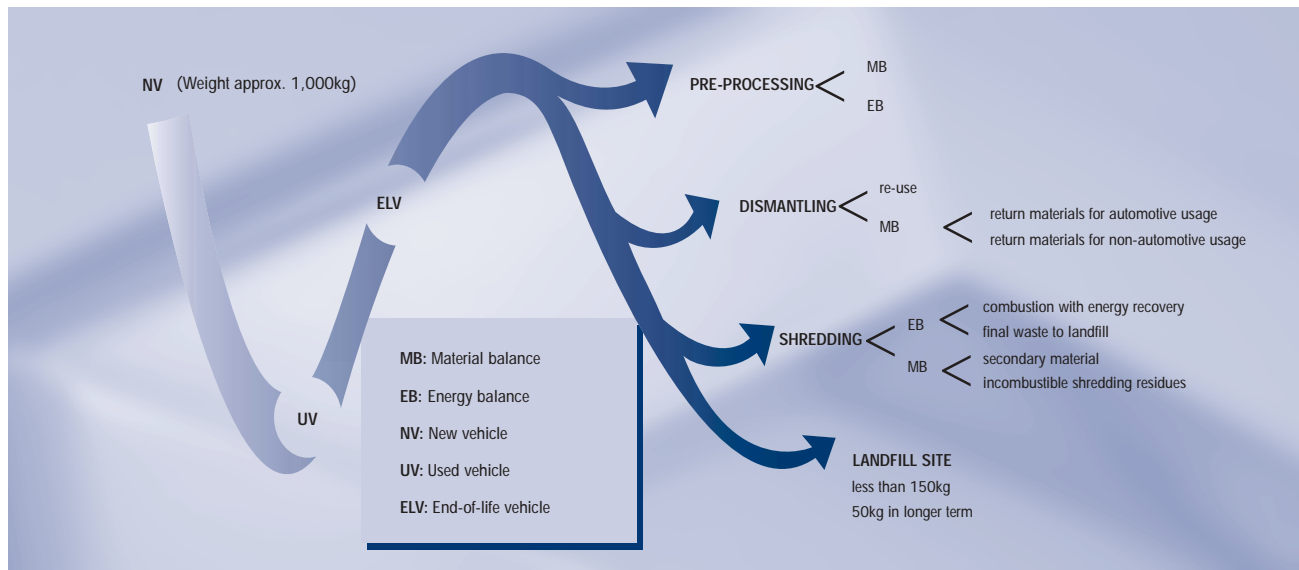 NV (Weight approx. 1,000kg)
PRE-PROCESSING
MB
EB
ELV
DISMANTLING
re-use
MB
return materials for automotive usage
return materials for non-automotive usage
SHREDDING
EB
combustion with energy recovery
final waste to landfill
MB
secondary material
incombustible shredding residues
UV
MB: Material balance
EB: Energy balance
NV: New vehicle
UV: Used vehicle
ELV: End-of-life vehicle
LANDFILL SITE
less than 150kg
50kg in longer term